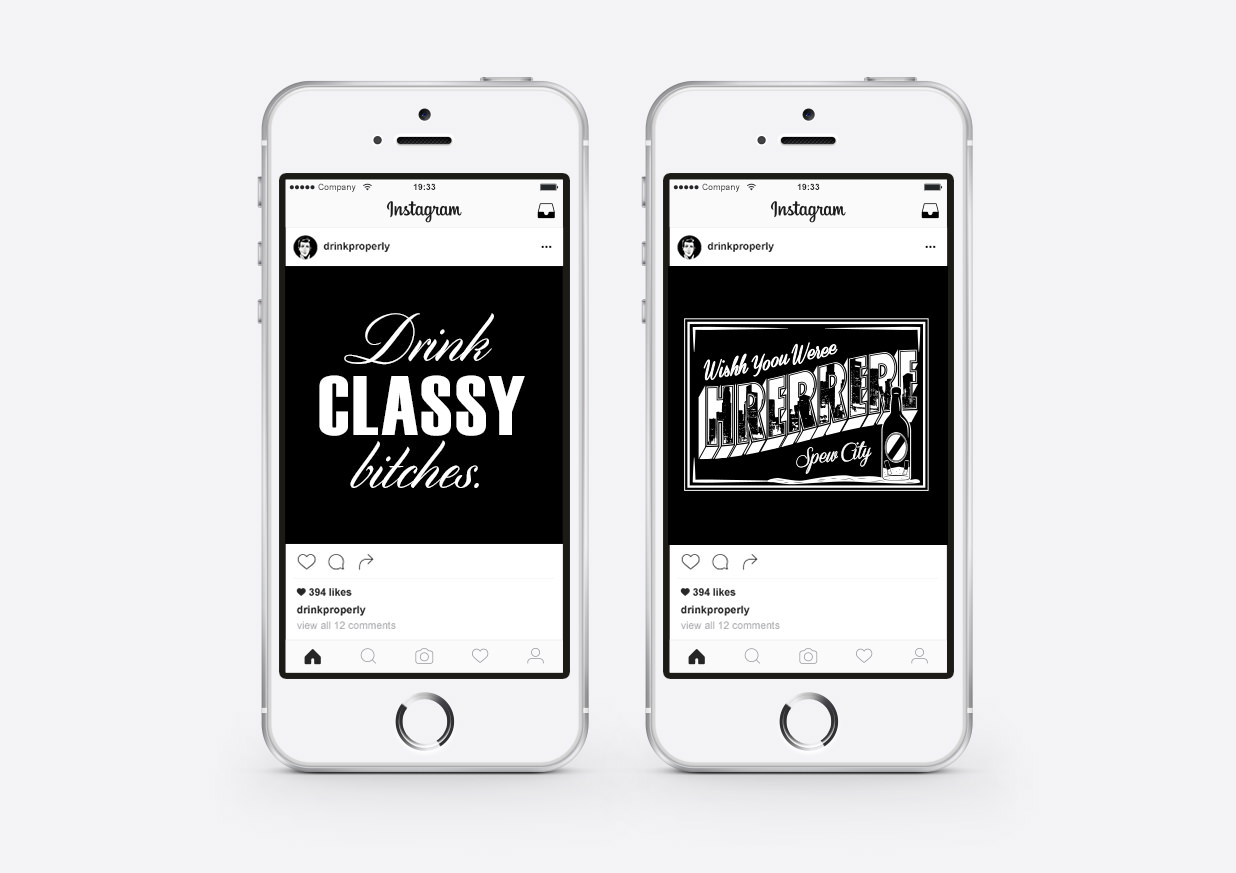 Company 19:33
Instagram
drinkproperly
Drink
CLASSY
bitches.
394 likes
drinkproperly
view all 12 comments
Company 19:33
Instagram
drinkproperly
Wishh Yoou Weree
HRERRERE
Spew City
394 likes
drinkproperly
view all 12 comments